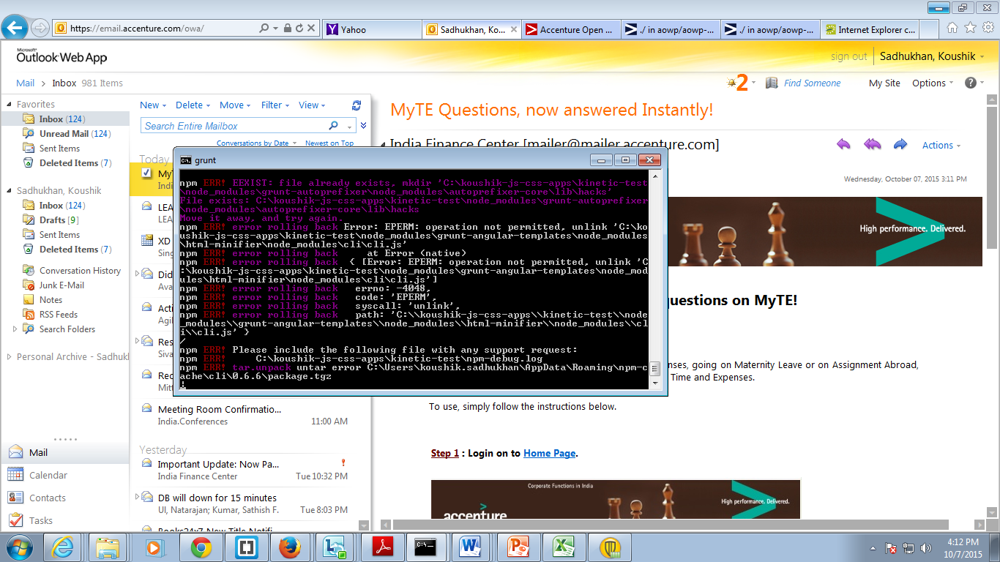 https://email.accenture.com/owa/
Yahoo
Sadhukhan, Ko...
Accenture Open ...
./ in aowp/aowp-...
./ in aowp/aowp-...
Internet Explorer c...
Microsoft
Outlook Web App
sign out
Sadhukhan, Koushik
Mail > Inbox 981 Items
2
Find Someone
My Site
Options
Favorites
Inbox (124)
Unread Mail (124)
Sent Items
Deleted Items (7)
Sadhukhan, Koushik
Inbox (124)
Drafts [9]
Sent Items
Deleted Items (7)
Conversation History
Junk E-Mail
Notes
RSS Feeds
Search Folders
Personal Archive - Sadhuk
Mail
Calendar
Contacts
Tasks
New
Delete
Move
Filter
View
Search Entire Mailbox
Conversations by Date
Newest on Top
Today
My
Indi
LEA
LEA
XD
Sing
Did
Ava
Acti
Agil
Res
Siva
Rec
Mitt
Meeting Room Confirmatio...
India.Conferences
11:00 AM
Yesterday
Important Update: Now Pa...
India Finance Center
Tue 10:32 PM
DB will down for 15 minutes
UI, Natarajan; Kumar, Sathish F.
Tue 8:03 PM
Books24x7 New Title Notifi
MyTE Questions, now answered Instantly!
India Finance Center [mailer@mailer.accenture.com]
Actions
Wednesday, October 07, 2015 3:11 PM
High performance. Delivered.
questions on MyTE!
nses, going on Maternity Leave or on Assignment Abroad,
Time and Expenses.
To use, simply follow the instructions below.
Step 1 : Login on to Home Page.
Corporate Functions in India
High performance. Delivered.
accenture
grunt
npm ERR! EEXIST: file already exists, mkdir 'C:\koushik-js-css-apps\kinetic-test
\node_modules\grunt-autoprefixer\node_modules\autoprefixer-core\lib\hacks'
File exists: C:\koushik-js-css-apps\kinetic-test\node_modules\grunt-autoprefixer
\node_modules\autoprefixer-core\lib\hacks
Move it away, and try again.
npm ERR! error rolling back Error: EPERM: operation not permitted, unlink 'C:\ko
ushik-js-css-apps\kinetic-test\node_modules\grunt-angular-templates\node_modules
\html-minifier\node_modules\cli\cli.js'
npm ERR! error rolling back     at Error (native)
npm ERR! error rolling back  { [Error: EPERM: operation not permitted, unlink 'C
:\koushik-js-css-apps\kinetic-test\node_modules\grunt-angular-templates\node_mod
ules\html-minifier\node_modules\cli\cli.js']
npm ERR! error rolling back   errno: -4048,
npm ERR! error rolling back   code: 'EPERM',
npm ERR! error rolling back   syscall: 'unlink',
npm ERR! error rolling back   path: 'C:\\koushik-js-css-apps\\kinetic-test\\node
_modules\\grunt-angular-templates\\node_modules\\html-minifier\\node_modules\\cl
i\\cli.js' }
/
npm ERR! Please include the following file with any support request:
npm ERR!     C:\koushik-js-css-apps\kinetic-test\npm-debug.log
npm ERR! tar.unpack untar error C:\Users\koushik.sadhukhan\AppData\Roaming\npm-c
ache\cli\0.6.6\package.tgz
4:12 PM
10/7/2015